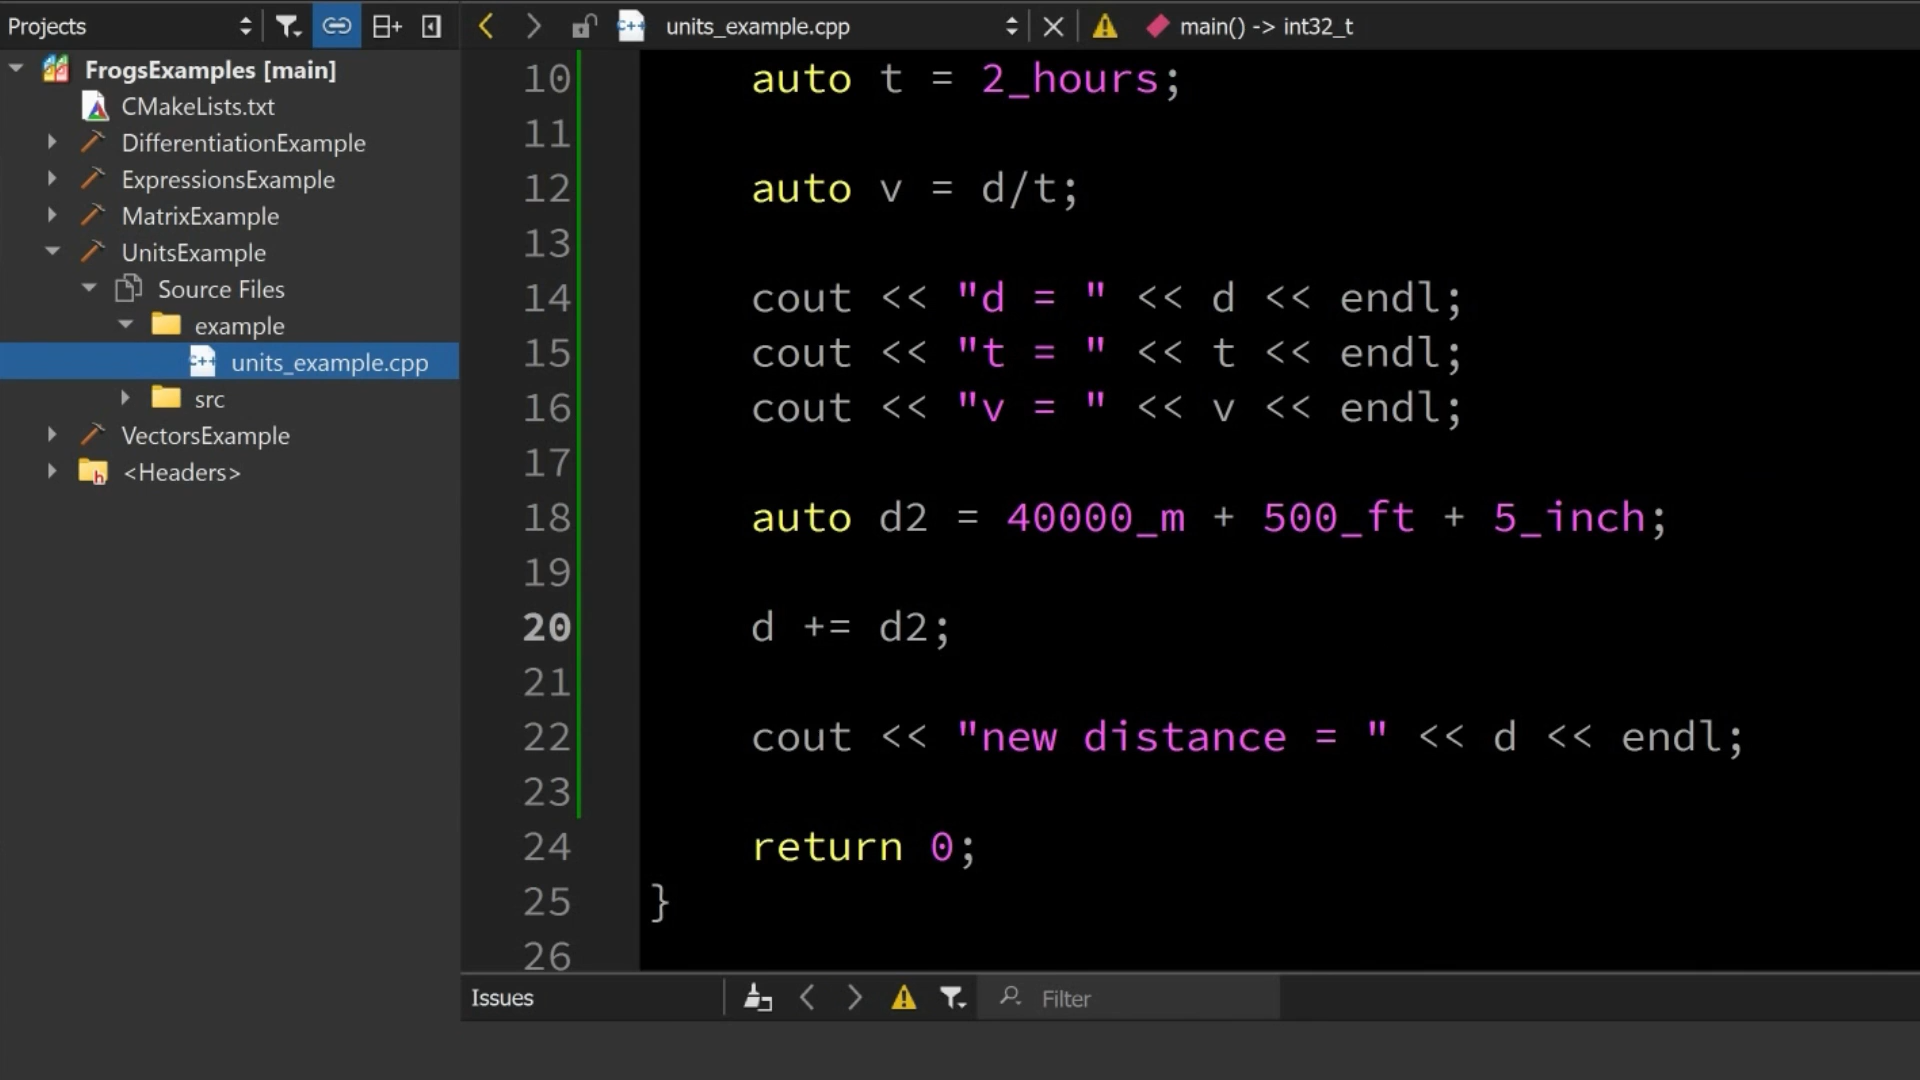 Projects
units_example.cpp
main() -> int32_t
FrogsExamples [main]
CMakeLists.txt
DifferentiationExample
ExpressionsExample
MatrixExample
UnitsExample
Source Files
example
C++ units_example.cpp
src
VectorsExample
<Headers>
10 auto t = 2_hours;
11
12 auto v = d/t;
13
14 cout << "d = " << d << endl;
15 cout << "t = " << t << endl;
16 cout << "v = " << v << endl;
17
18 auto d2 = 40000_m + 500_ft + 5_inch;
19
20 d += d2;
21
22 cout << "new distance = " << d << endl;
23
24 return 0;
25 }
26
Issues
Filter